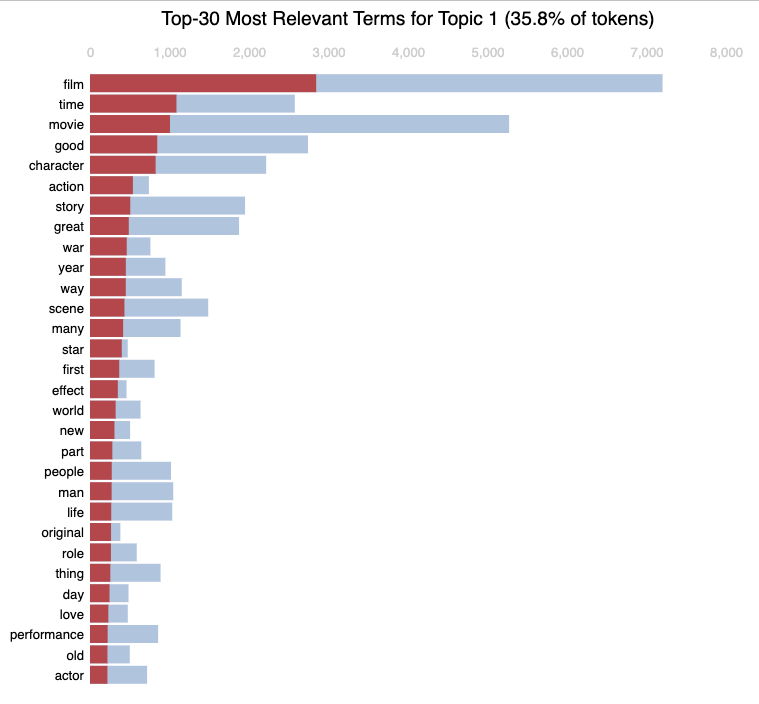 Top-30 Most Relevant Terms for Topic 1 (35.8% of tokens)
0 1,000 2,000 3,000 4,000 5,000 6,000 7,000 8,000
film
time
movie
good
character
action
story
great
war
year
way
scene
many
star
first
effect
world
new
part
people
man
life
original
role
thing
day
love
performance
old
actor